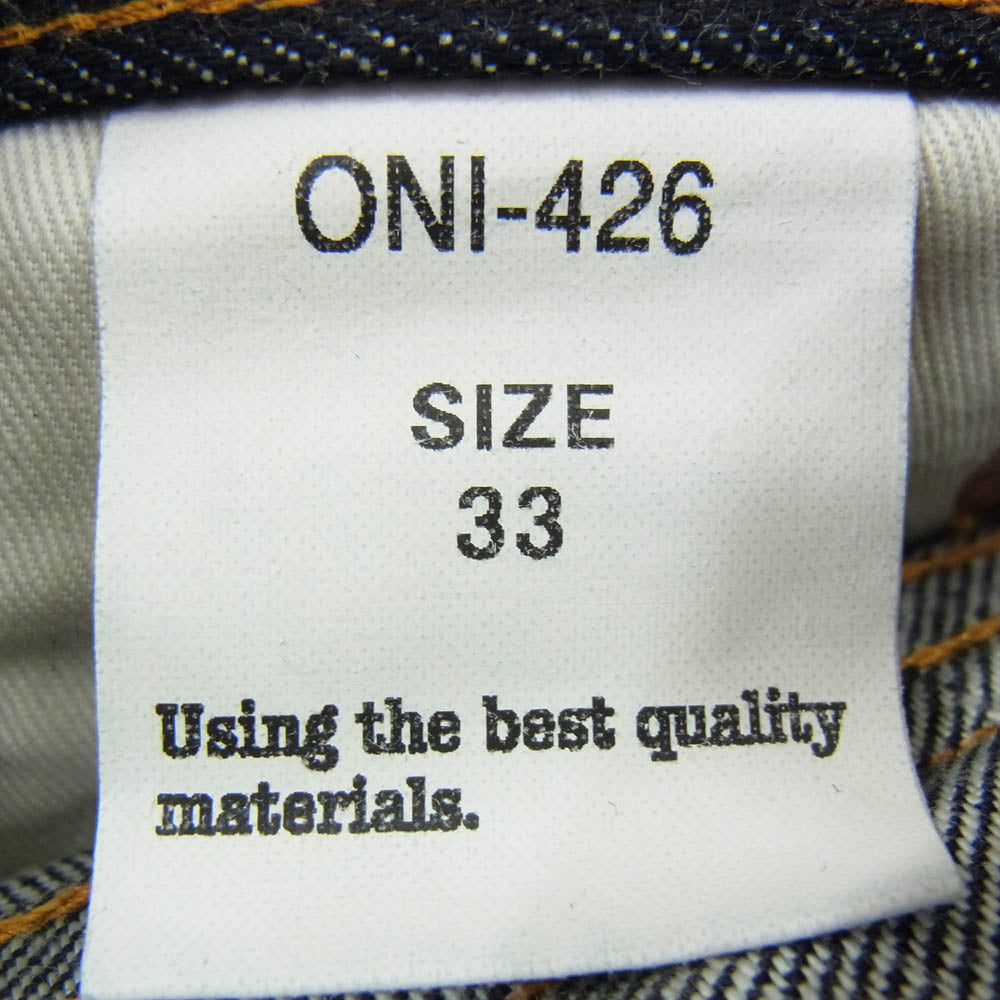 ONI-426
SIZE
33
Using the best quality
materials.